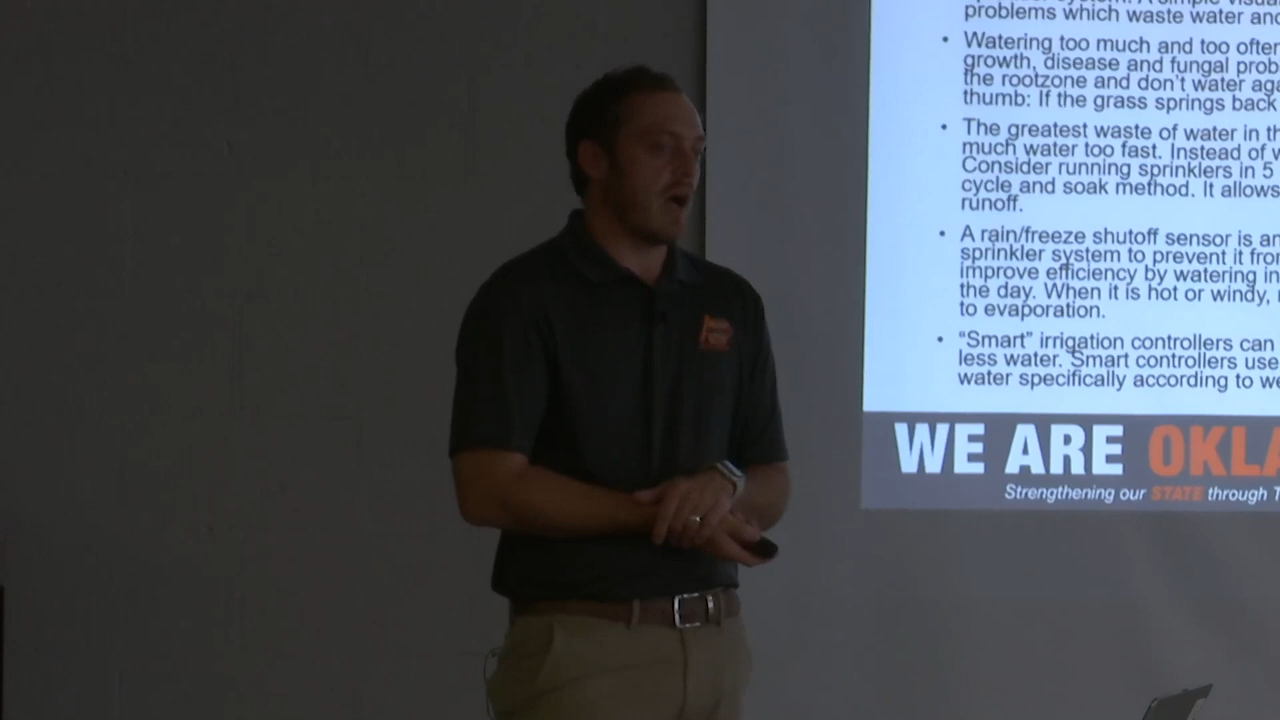 problems which waste water and
Watering too much and too often
growth, disease and fungal prob
the rootzone and don't water aga
thumb: If the grass springs back
The greatest waste of water in th
much water too fast. Instead of w
Consider running sprinklers in 5
cycle and soak method. It allows
runoff.
A rain/freeze shutoff sensor is an
sprinkler system to prevent it from
improve efficiency by watering in
the day. When it is hot or windy,
to evaporation.
"Smart" irrigation controllers can
less water. Smart controllers use
water specifically according to we
WE ARE OKLA
Strengthening our STATE through T